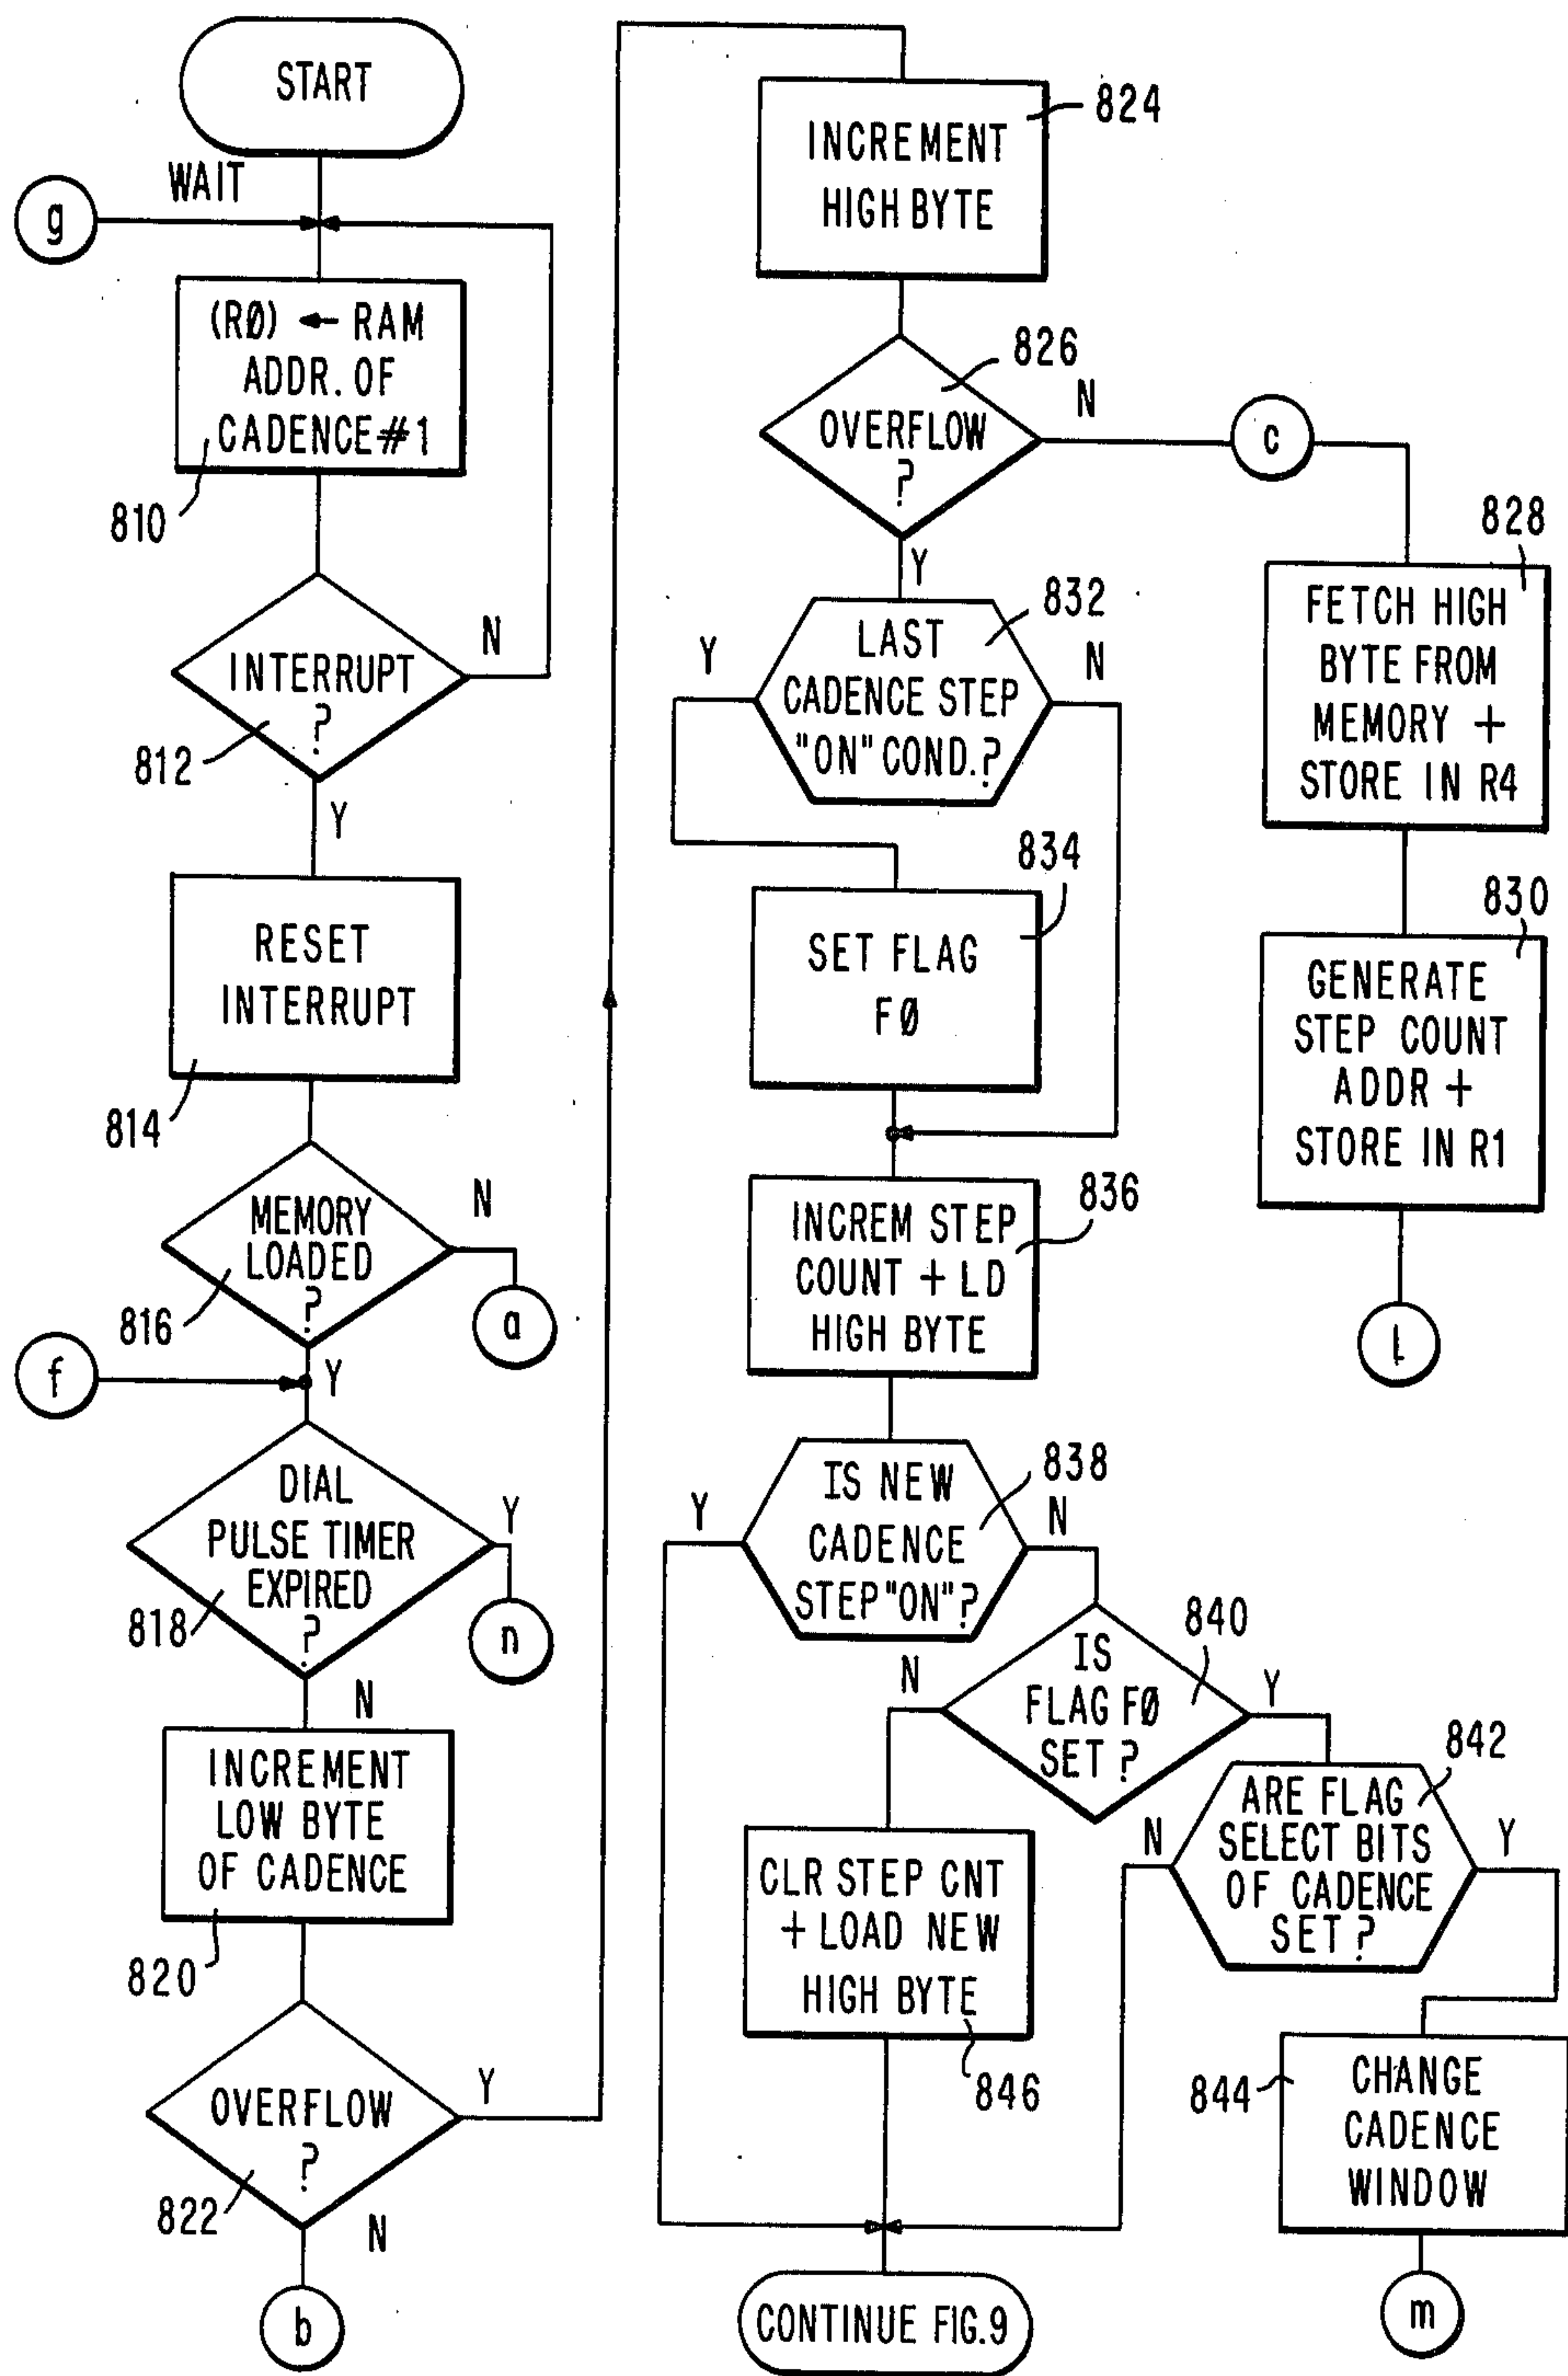 START
WAIT
g
(RØ) ← RAM
ADDR. OF
CADENCE #1
810
INTERRUPT
?
N
812
Y
RESET
INTERRUPT
814
MEMORY
LOADED
?
N
816
a
f
Y
DIAL
PULSE TIMER
EXPIRED
?
Y
818
n
N
INCREMENT
LOW BYTE
OF CADENCE
820
OVERFLOW
?
Y
822
N
b
INCREMENT
HIGH BYTE
824
826
OVERFLOW
?
N
c
Y
828
FETCH HIGH
BYTE FROM
MEMORY +
STORE IN R4
830
GENERATE
STEP COUNT
ADDR +
STORE IN R1
l
832
LAST
CADENCE STEP
"ON" COND.?
Y
N
834
SET FLAG
FØ
836
INCREM STEP
COUNT + LD
HIGH BYTE
838
IS NEW
CADENCE
STEP "ON"?
Y
N
840
IS
FLAG FØ
SET ?
N
Y
842
ARE FLAG
SELECT BITS
OF CADENCE
SET ?
N
Y
CLR STEP CNT
+ LOAD NEW
HIGH BYTE
846
844
CHANGE
CADENCE
WINDOW
m
CONTINUE FIG. 9